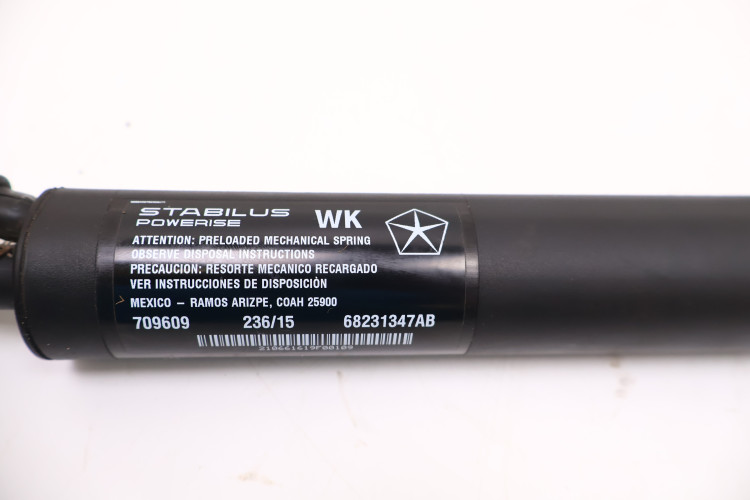 STABILUS
POWERISE
WK
ATTENTION: PRELOADED MECHANICAL SPRING
OBSERVE DISPOSAL INSTRUCTIONS
PRECAUCION: RESORTE MECANICO RECARGADO
VER INSTRUCCIONES DE DISPOSICIÓN
MEXICO – RAMOS ARIZPE, COAH 25900
709609 236/15 68231347AB